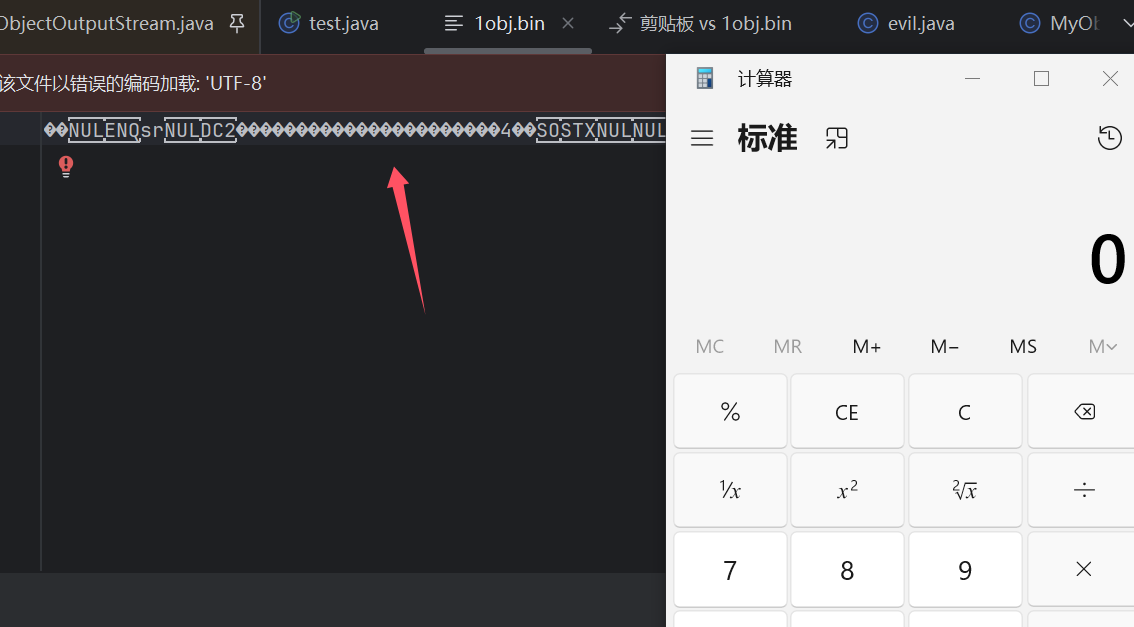 ObjectOutputStream.java test.java 1obj.bin 剪贴板 vs 1obj.bin evil.java MyOb
该文件以错误的编码加载: 'UTF-8'
��NULENQsrNULDC2����������������������4��SOSTXNULNUL
计算器
标准
0
MC MR M+ M− MS M
% CE C
¹/x x² ²√x ÷
7 8 9 ×